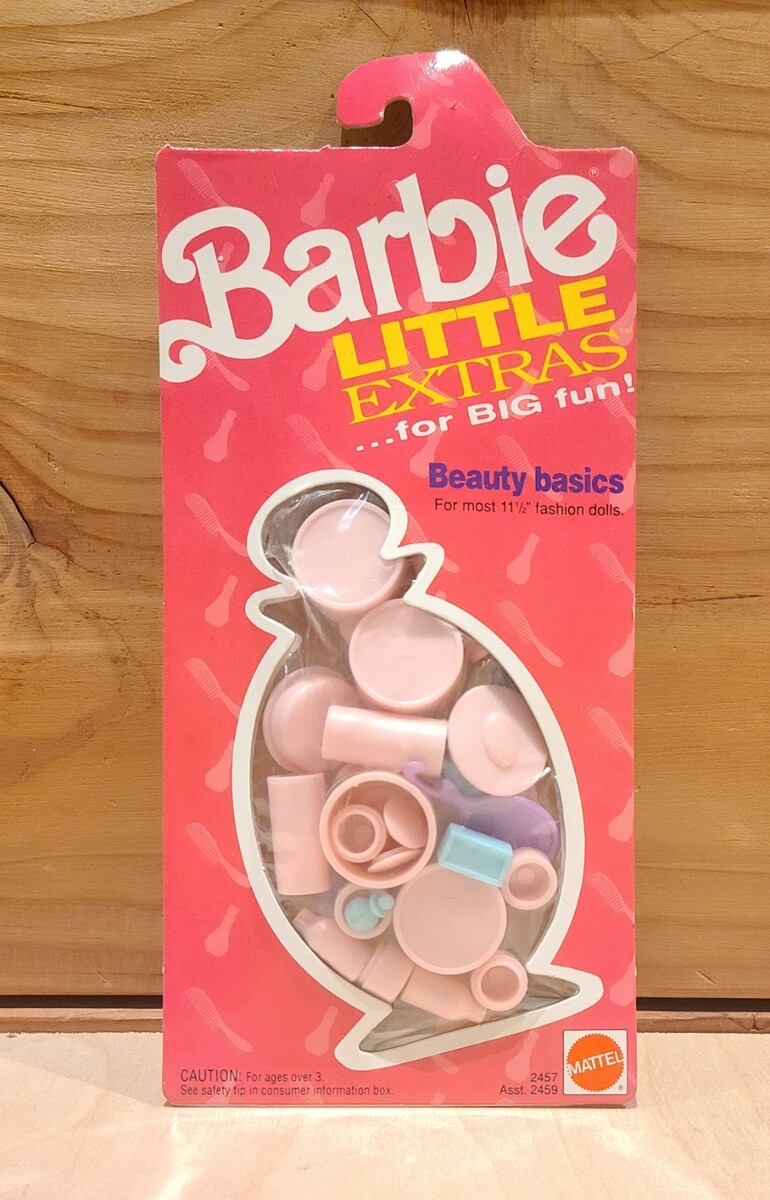 Barbie®
LITTLE
EXTRAS™
...for BIG fun!
Beauty basics
For most 11½" fashion dolls.
CAUTION: For ages over 3.
See safety tip in consumer information box.
2457
Asst. 2459
MATTEL®